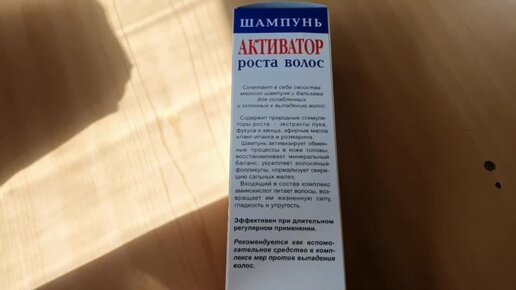 ШАМПУНЬ
АКТИВАТОР
роста волос
Сочетает в себе свойства
мягкого шампуня и бальзама
для ослабленных
и склонных к выпадению волос.
Содержит природные стимуля-
торы роста - экстракты лука,
фукуса и хвоща, эфирные масла
иланг-иланга и розмарина.
Шампунь активизирует обмен-
ные процессы в коже головы,
восстанавливает минеральный
баланс, укрепляет волосяные
фолликулы, нормализует секре-
цию сальных желез.
Входящий в состав комплекс
аминокислот питает волосы, воз-
вращает им жизненную силу,
гладкость и упругость.
Эффективен при длительном
регулярном применении.
Рекомендуется как вспомо-
гательное средство в комп-
лексе мер против выпадения
волос.